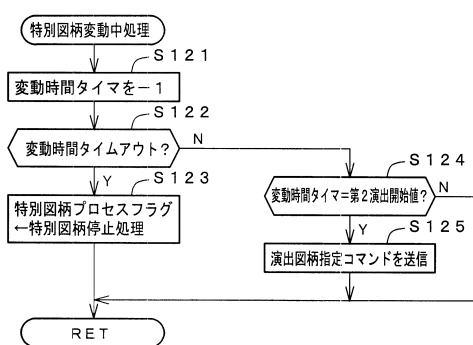 特別図柄変動中処理
S121
変動時間タイマを－1
S122
変動時間タイムアウト？
N
Y
S123
特別図柄プロセスフラグ
←特別図柄停止処理
S124
変動時間タイマ＝第2演出開始値？
N
Y
S125
演出図柄指定コマンドを送信
RET